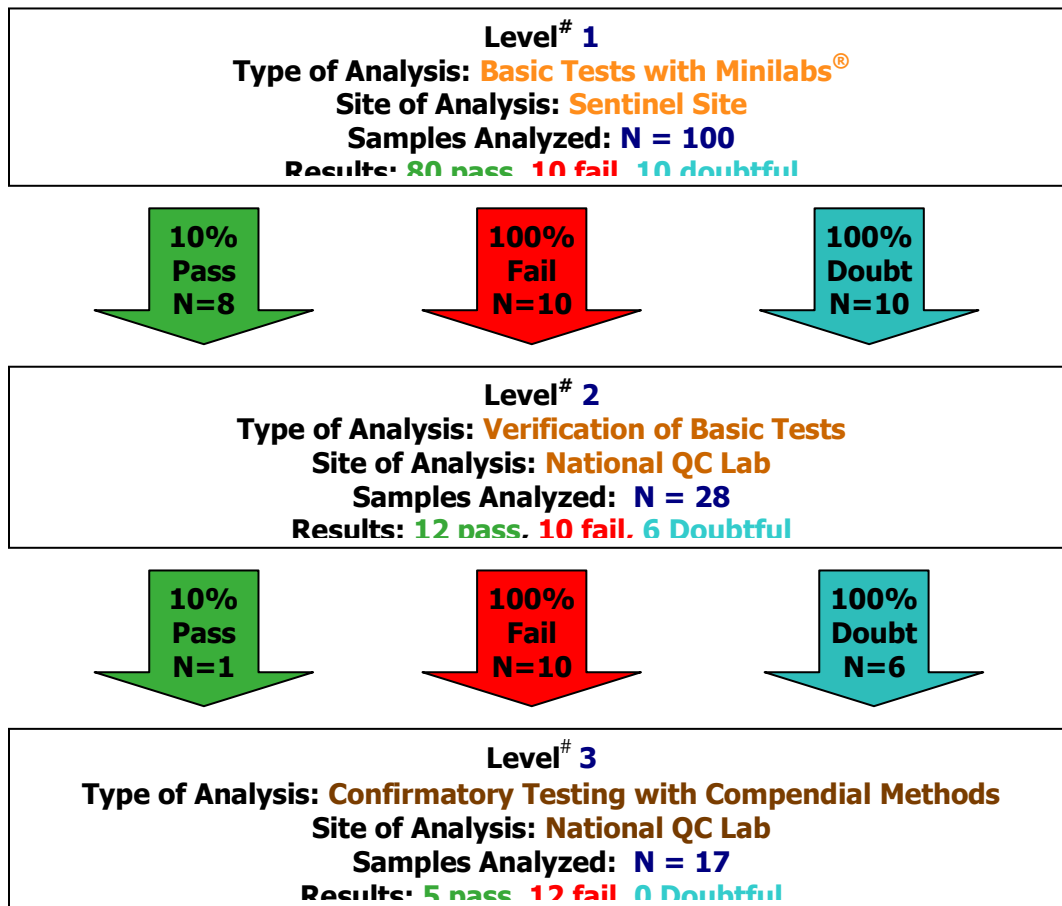 Level# 1
Type of Analysis: Basic Tests with Minilabs®
Site of Analysis: Sentinel Site
Samples Analyzed: N = 100
Results: 80 pass, 10 fail, 10 doubtful
10%
Pass
N=8
100%
Fail
N=10
100%
Doubt
N=10
Level# 2
Type of Analysis: Verification of Basic Tests
Site of Analysis: National QC Lab
Samples Analyzed: N = 28
Results: 12 pass, 10 fail, 6 Doubtful
10%
Pass
N=1
100%
Fail
N=10
100%
Doubt
N=6
Level# 3
Type of Analysis: Confirmatory Testing with Compendial Methods
Site of Analysis: National QC Lab
Samples Analyzed: N = 17
Results: 5 pass, 12 fail, 0 Doubtful